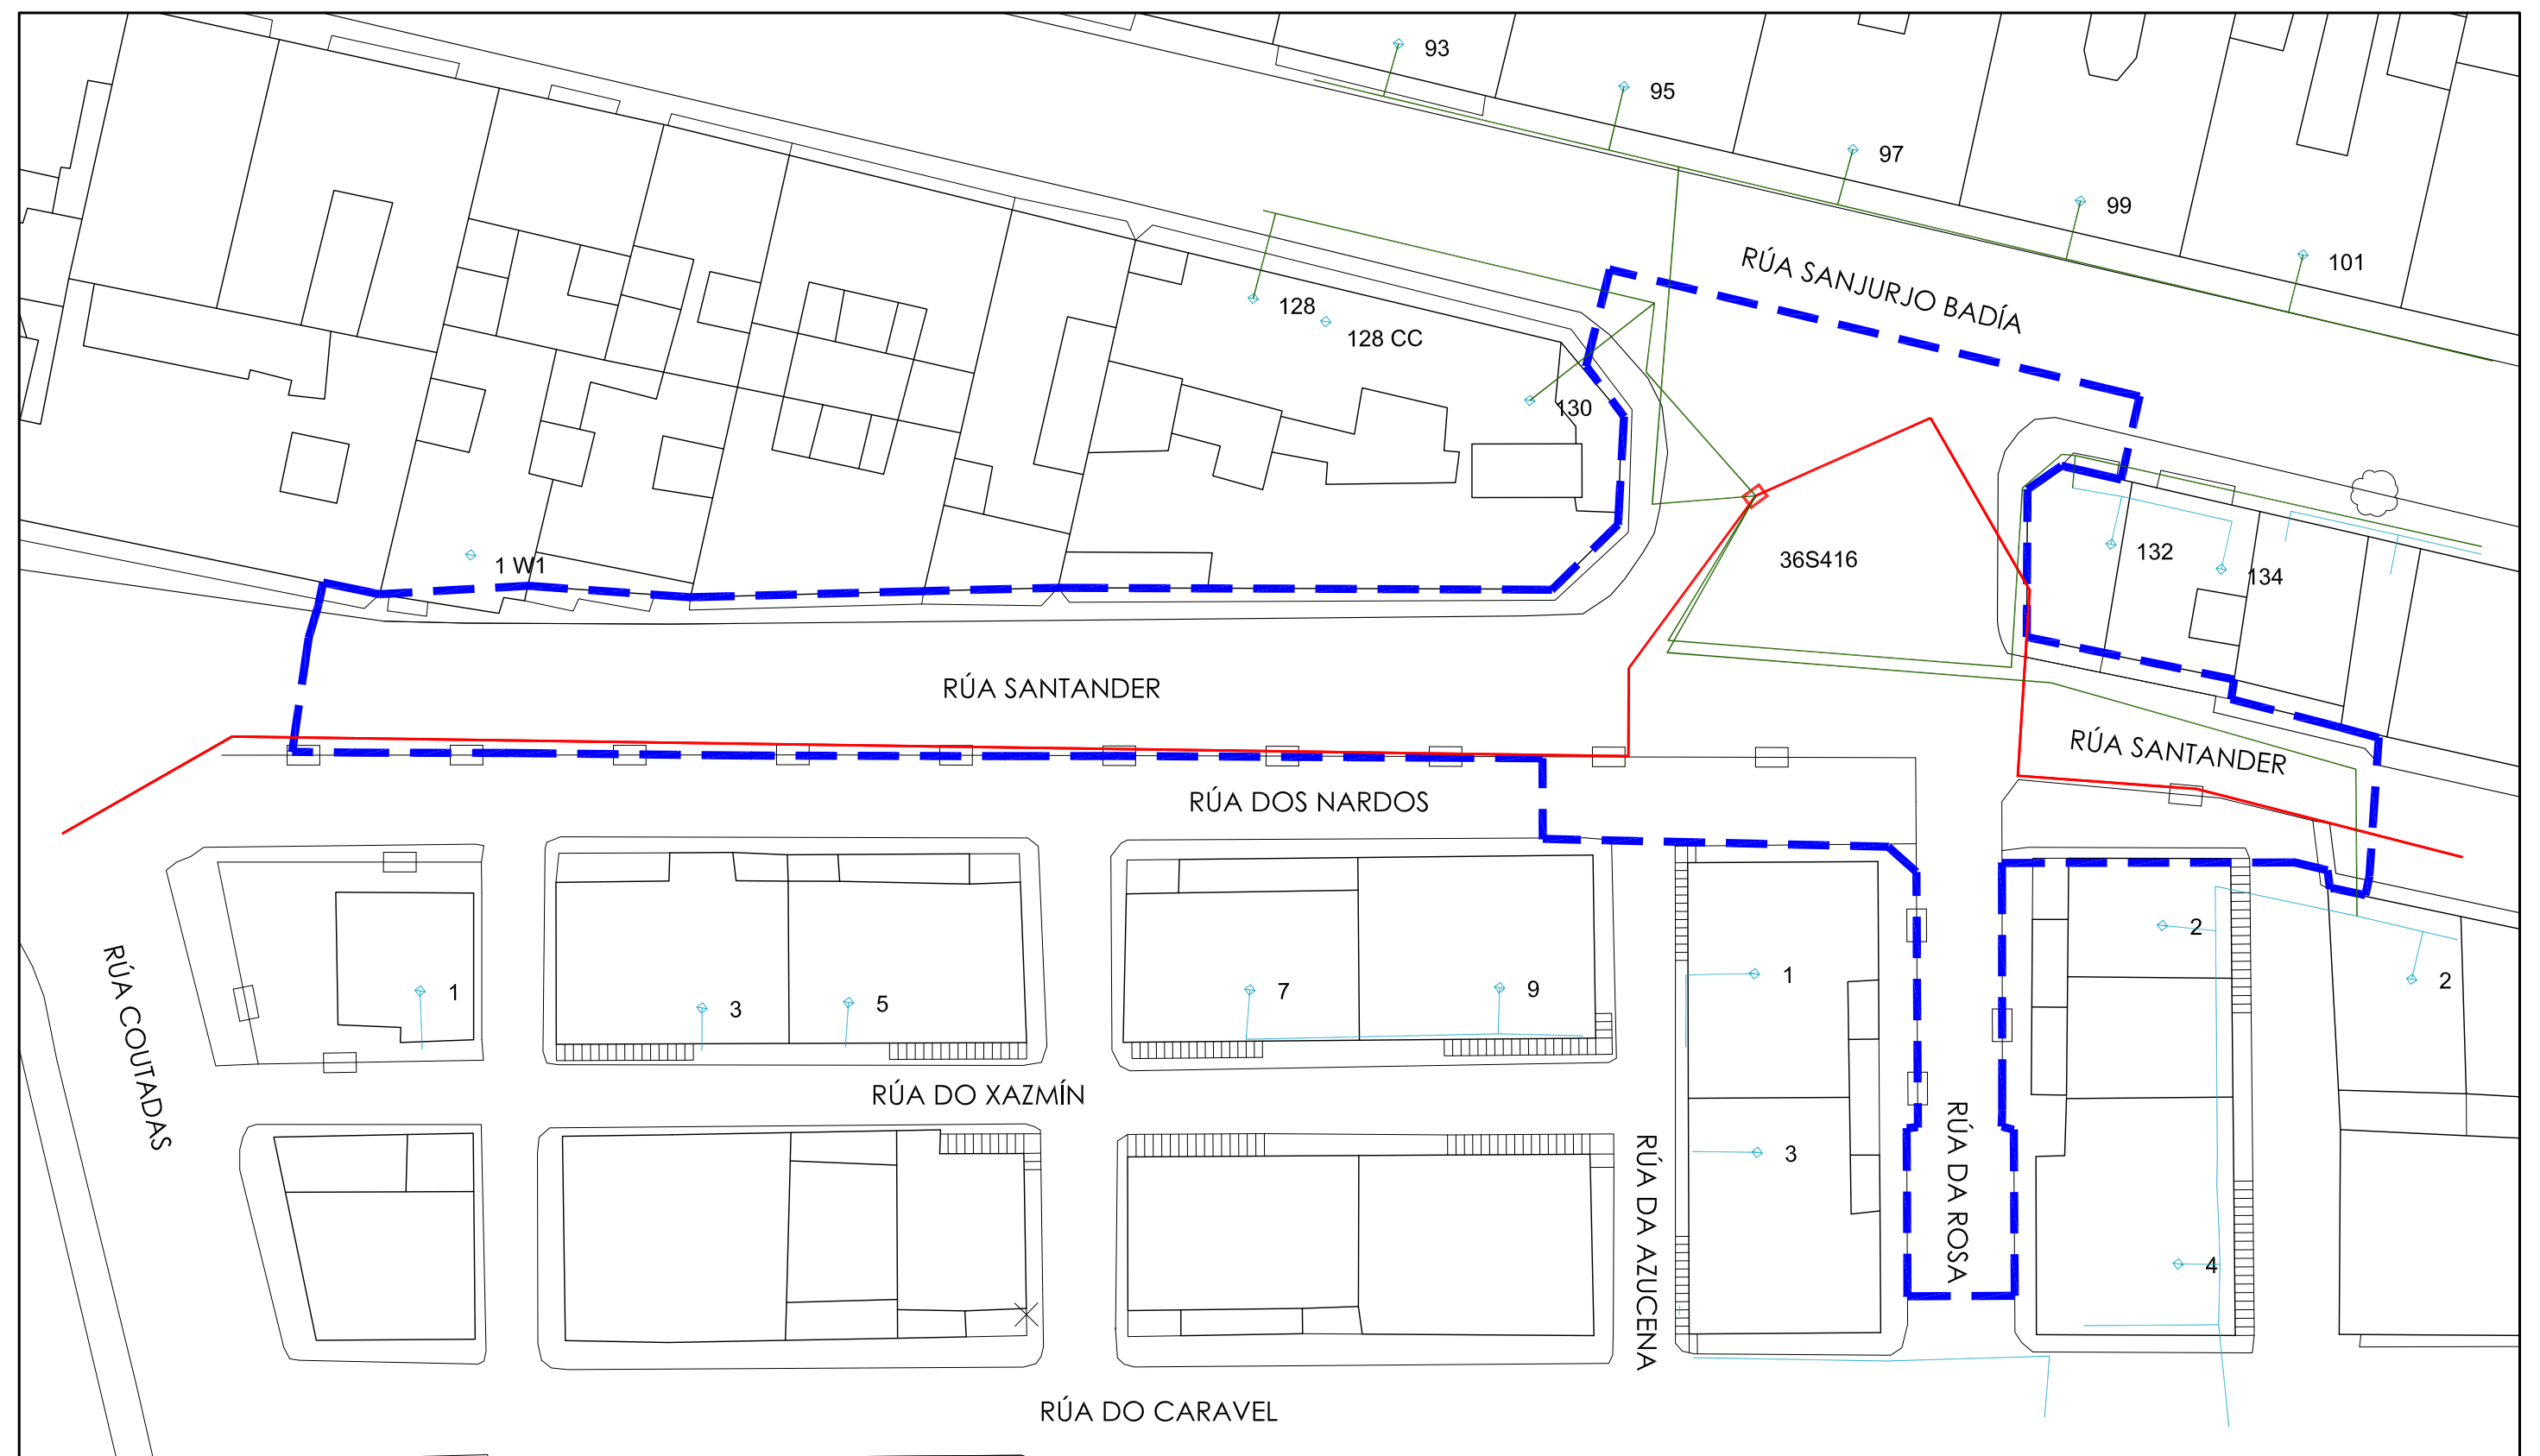 93
95
97
99
101
RÚA SANJURJO BADÍA
128
128 CC
130
1 W1
36S416
132
134
RÚA SANTANDER
RÚA SANTANDER
RÚA DOS NARDOS
RÚA COUTADAS
1
3
5
7
9
1
2
2
RÚA DO XAZMÍN
3
RÚA DA AZUCENA
RÚA DA ROSA
4
RÚA DO CARAVEL